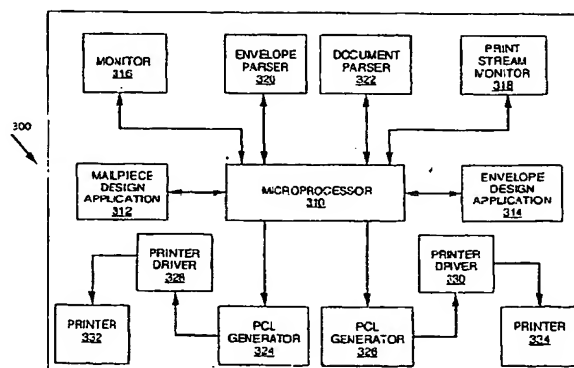 MONITOR
316
ENVELOPE
PARSER
320
DOCUMENT
PARSER
322
PRINT
STREAM
MONITOR
318
300
MAILPIECE
DESIGN
APPLICATION
312
MICROPROCESSOR
310
ENVELOPE
DESIGN
APPLICATION
314
PRINTER
DRIVER
328
PRINTER
DRIVER
330
PRINTER
332
PCL
GENERATOR
324
PCL
GENERATOR
326
PRINTER
334